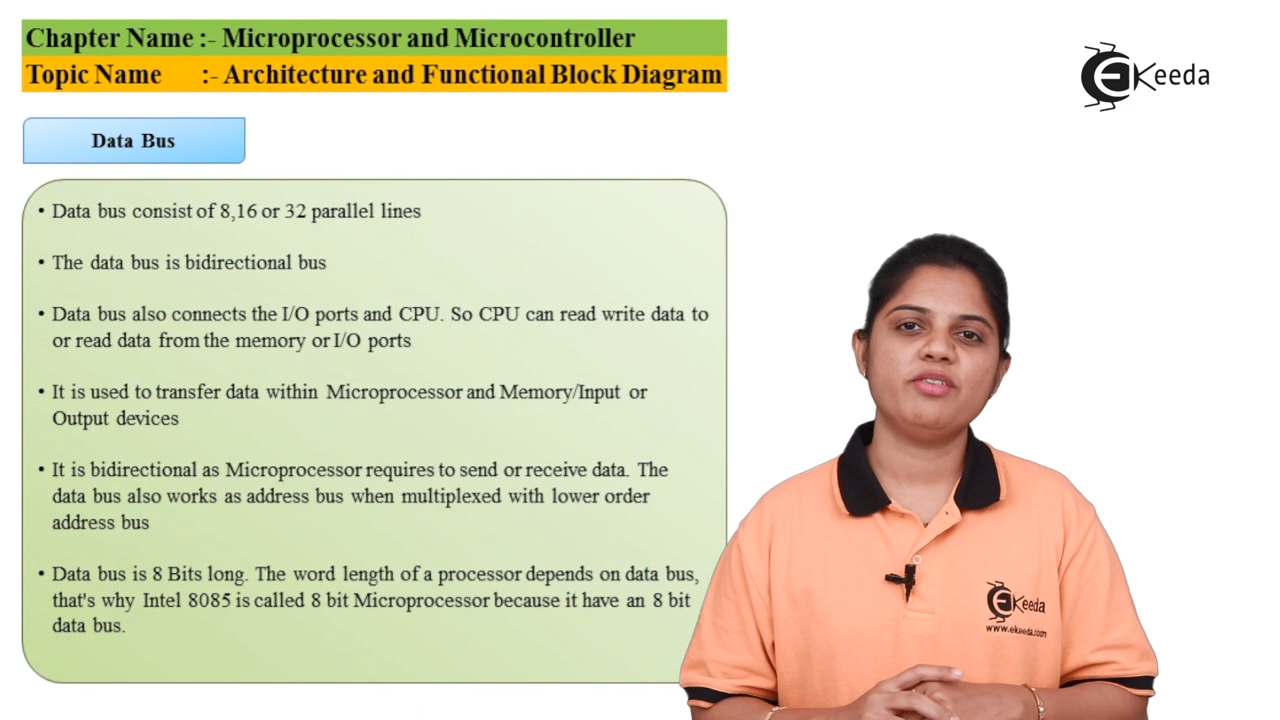 Chapter Name :- Microprocessor and Microcontroller
Topic Name :- Architecture and Functional Block Diagram
Keeda
Data Bus
• Data bus consist of 8,16 or 32 parallel lines
• The data bus is bidirectional bus
• Data bus also connects the I/O ports and CPU. So CPU can read write data to
or read data from the memory or I/O ports
• It is used to transfer data within Microprocessor and Memory/Input or
Output devices
• It is bidirectional as Microprocessor requires to send or receive data. The
data bus also works as address bus when multiplexed with lower order
address bus
• Data bus is 8 Bits long. The word length of a processor depends on data bus,
that's why Intel 8085 is called 8 bit Microprocessor because it have an 8 bit
data bus.
Keeda
www.ekeeda.com